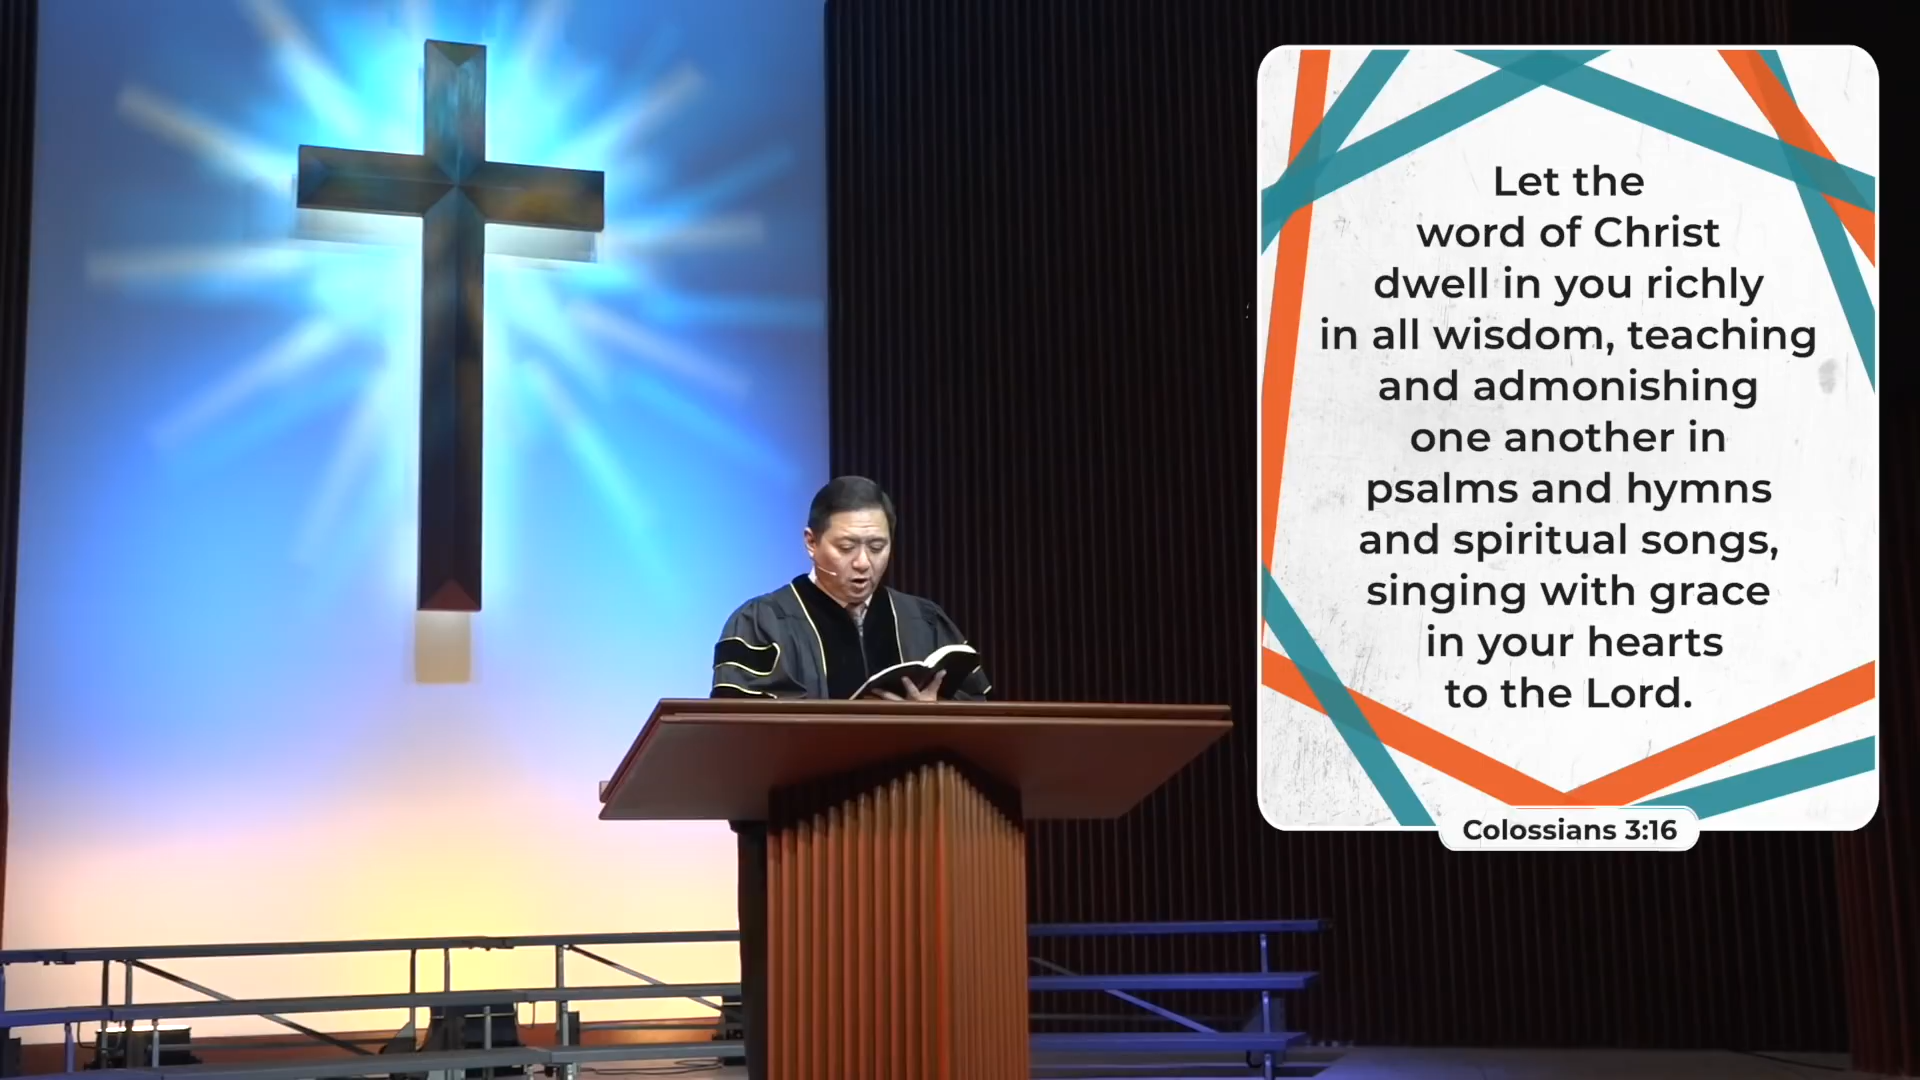 Let the
word of Christ
dwell in you richly
in all wisdom, teaching
and admonishing
one another in
psalms and hymns
and spiritual songs,
singing with grace
in your hearts
to the Lord.
Colossians 3:16